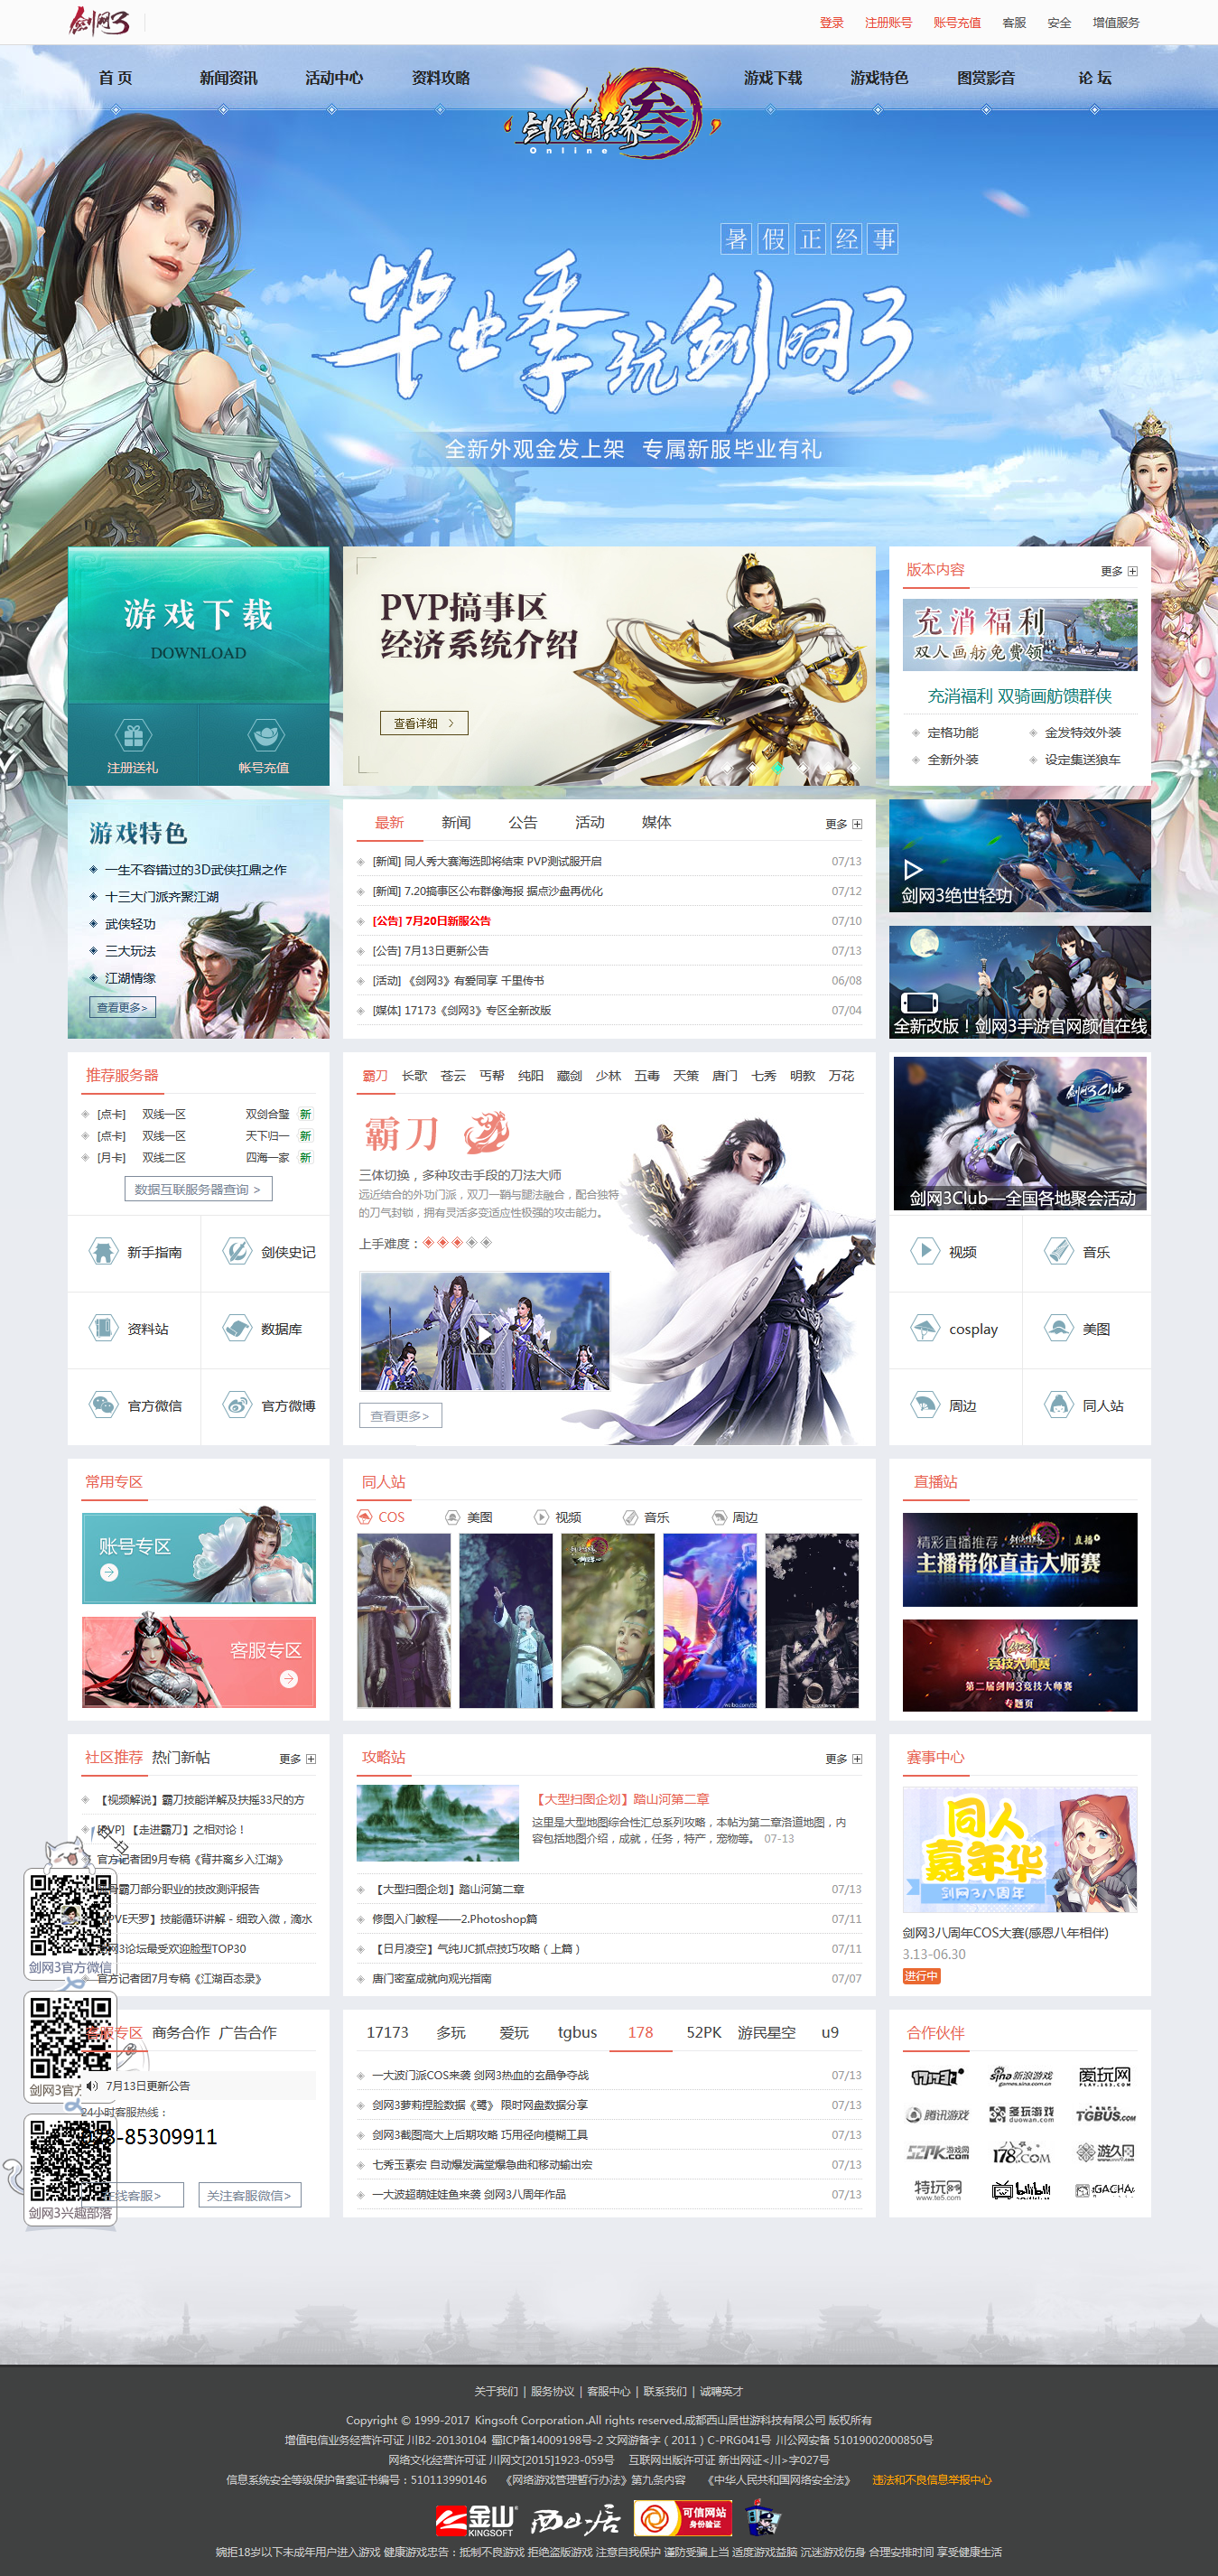 剑网3
登录 注册账号 账号充值 客服 安全 增值服务
首 页 新闻资讯 活动中心 资料攻略 游戏下载 游戏特色 图赏影音 论 坛
剑侠情缘叁
Online
暑假正经事
毕业季玩剑网3
全新外观金发上架 专属新服毕业有礼
游戏下载
DOWNLOAD
注册送礼 帐号充值
PVP搞事区
经济系统介绍
查看详细 >
版本内容 更多
充消福利
双人画舫免费领
充消福利 双骑画舫馈群侠
定格功能 金发特效外装
全新外装 设定集送狼车
游戏特色
一生不容错过的3D武侠扛鼎之作
十三大门派齐聚江湖
武侠轻功
三大玩法
江湖情缘
查看更多>
最新 新闻 公告 活动 媒体 更多
[新闻] 同人秀大赛海选即将结束 PVP测试服开启 07/13
[新闻] 7.20搞事区公布群像海报 据点沙盘再优化 07/12
[公告] 7月20日新服公告 07/10
[公告] 7月13日更新公告 07/13
[活动] 《剑网3》有爱同享 千里传书 06/08
[媒体] 17173《剑网3》专区全新改版 07/04
剑网3绝世轻功
全新改版！剑网3手游官网颜值在线
推荐服务器
[点卡] 双线一区 双剑合璧 新
[点卡] 双线一区 天下归一 新
[月卡] 双线二区 四海一家 新
数据互联服务器查询 >
新手指南 剑侠史记
资料站 数据库
官方微信 官方微博
霸刀 长歌 苍云 丐帮 纯阳 藏剑 少林 五毒 天策 唐门 七秀 明教 万花
霸刀
三体切换，多种攻击手段的刀法大师
远近结合的外功门派，双刀一鞘与腿法融合，配合独特
的刀气封锁，拥有灵活多变适应性极强的攻击能力。
上手难度：
查看更多>
剑网3Club
剑网3Club—全国各地聚会活动
视频 音乐
cosplay 美图
周边 同人站
常用专区
账号专区
客服专区
同人站
COS 美图 视频 音乐 周边
直播站
精彩直播推荐 直播
主播带你直击大师赛
剑网3
竞技大师赛
第二届剑网3竞技大师赛
专题页
社区推荐 热门新帖 更多
【视频解说】霸刀技能详解及扶摇33尺的方
[PVP] 【走进霸刀】之相对论！
官方记者团9月专稿《背井离乡入江湖》
霸刀部分职业的技改测评报告
PVE天罗】技能循环讲解 - 细致入微，滴水
剑网3论坛最受欢迎脸型TOP30
官方记者团7月专稿《江湖百态录》
剑网3官方微信
剑网3官方
剑网3兴趣部落
攻略站 更多
【大型扫图企划】踏山河第二章
这里是大型地图综合性汇总系列攻略，本帖为第二章洛道地图，内
容包括地图介绍，成就，任务，特产，宠物等。 07-13
【大型扫图企划】踏山河第二章 07/13
修图入门教程——2.Photoshop篇 07/11
【日月凌空】气纯JJC抓点技巧攻略（上篇） 07/11
唐门密室成就向观光指南 07/07
赛事中心
同人
嘉年华
剑网3八周年
剑网3八周年COS大赛(感恩八年相伴)
3.13-06.30
进行中
客服专区 商务合作 广告合作
7月13日更新公告
24小时客服热线：
-85309911
在线客服> 关注客服微信>
17173 多玩 爱玩 tgbus 178 52PK 游民星空 u9
一大波门派COS来袭 剑网3热血的玄晶争夺战 07/13
剑网3萝莉捏脸数据《鹭》 限时网盘数据分享 07/13
剑网3截图高大上后期攻略 巧用径向模糊工具 07/13
七秀玉素宏 自动爆发满堂爆急曲和移动输出宏 07/13
一大波超萌娃娃鱼来袭 剑网3八周年作品 07/13
合作伙伴
17173 sina新浪游戏 games.sina.com.cn 爱玩网 PLAY.163.COM
腾讯游戏 多玩游戏 duowan.com TGBUS.COM
52PK游戏网 178.COM 游久网
特玩网 www.te5.com bilibili GACHA
关于我们 | 服务协议 | 客服中心 | 联系我们 | 诚聘英才
Copyright © 1999-2017 Kingsoft Corporation.All rights reserved.成都西山居世游科技有限公司 版权所有
增值电信业务经营许可证 川B2-20130104 蜀ICP备14009198号-2 文网游备字（2011）C-PRG041号 川公网安备 51019002000850号
网络文化经营许可证 川网文[2015]1923-059号 互联网出版许可证 新出网证<川>字027号
信息系统安全等级保护备案证书编号：510113990146 《网络游戏管理暂行办法》第九条内容 《中华人民共和国网络安全法》 违法和不良信息举报中心
金山 KINGSOFT 西山居 可信网站 身份验证
婉拒18岁以下未成年用户进入游戏 健康游戏忠告：抵制不良游戏 拒绝盗版游戏 注意自我保护 谨防受骗上当 适度游戏益脑 沉迷游戏伤身 合理安排时间 享受健康生活